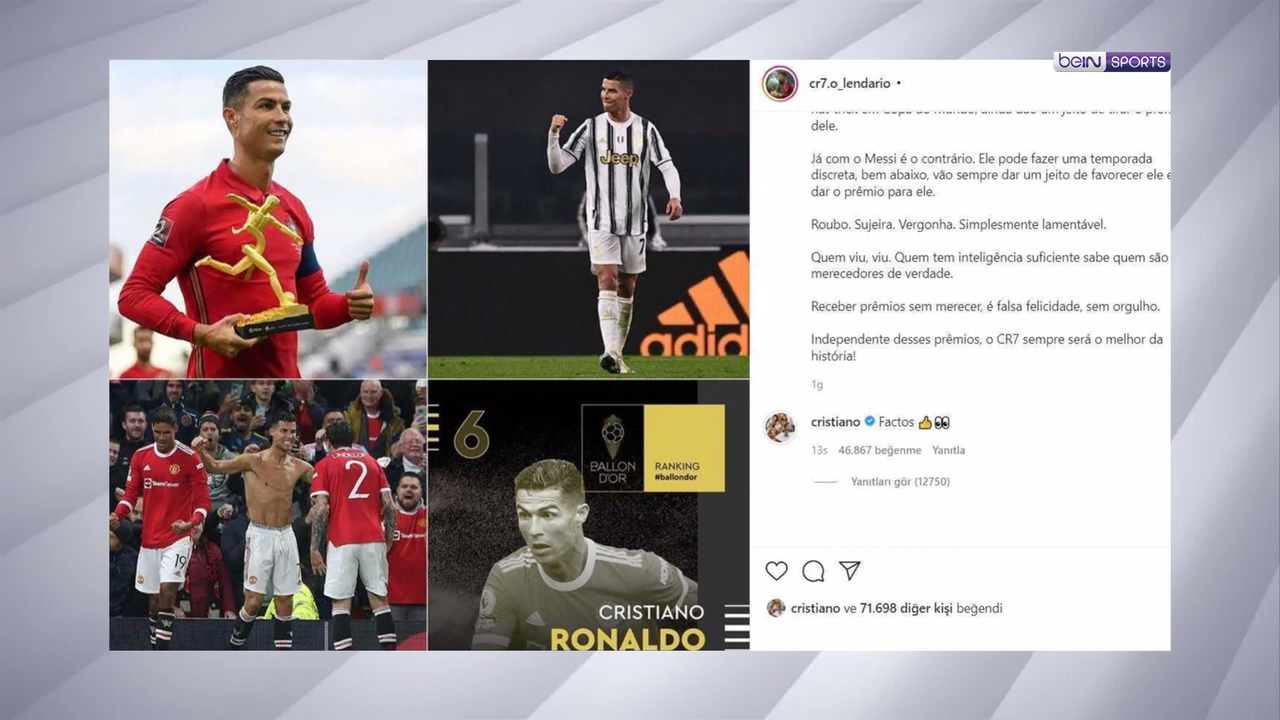 beIN SPORTS
cr7.o_lendario •
dele.
Já com o Messi é o contrário. Ele pode fazer uma temporada
discreta, bem abaixo, vão sempre dar um jeito de favorecer ele e
dar o prêmio para ele.
Roubo. Sujeira. Vergonha. Simplesmente lamentável.
Quem viu, viu. Quem tem inteligência suficiente sabe quem são
merecedores de verdade.
Receber prêmios sem merecer, é falsa felicidade, sem orgulho.
Independente desses prêmios, o CR7 sempre será o melhor da
história!
1g
cristiano Factos 👍👀
13s 46.867 beğenme Yanıtla
Yanıtları gör (12750)
cristiano ve 71.698 diğer kişi beğendi
Jeep
7
adidas
19
TeamViewer
LINDELOF
2
6
BALLON
D'OR
RANKING
#ballondor
CRISTIANO
RONALDO